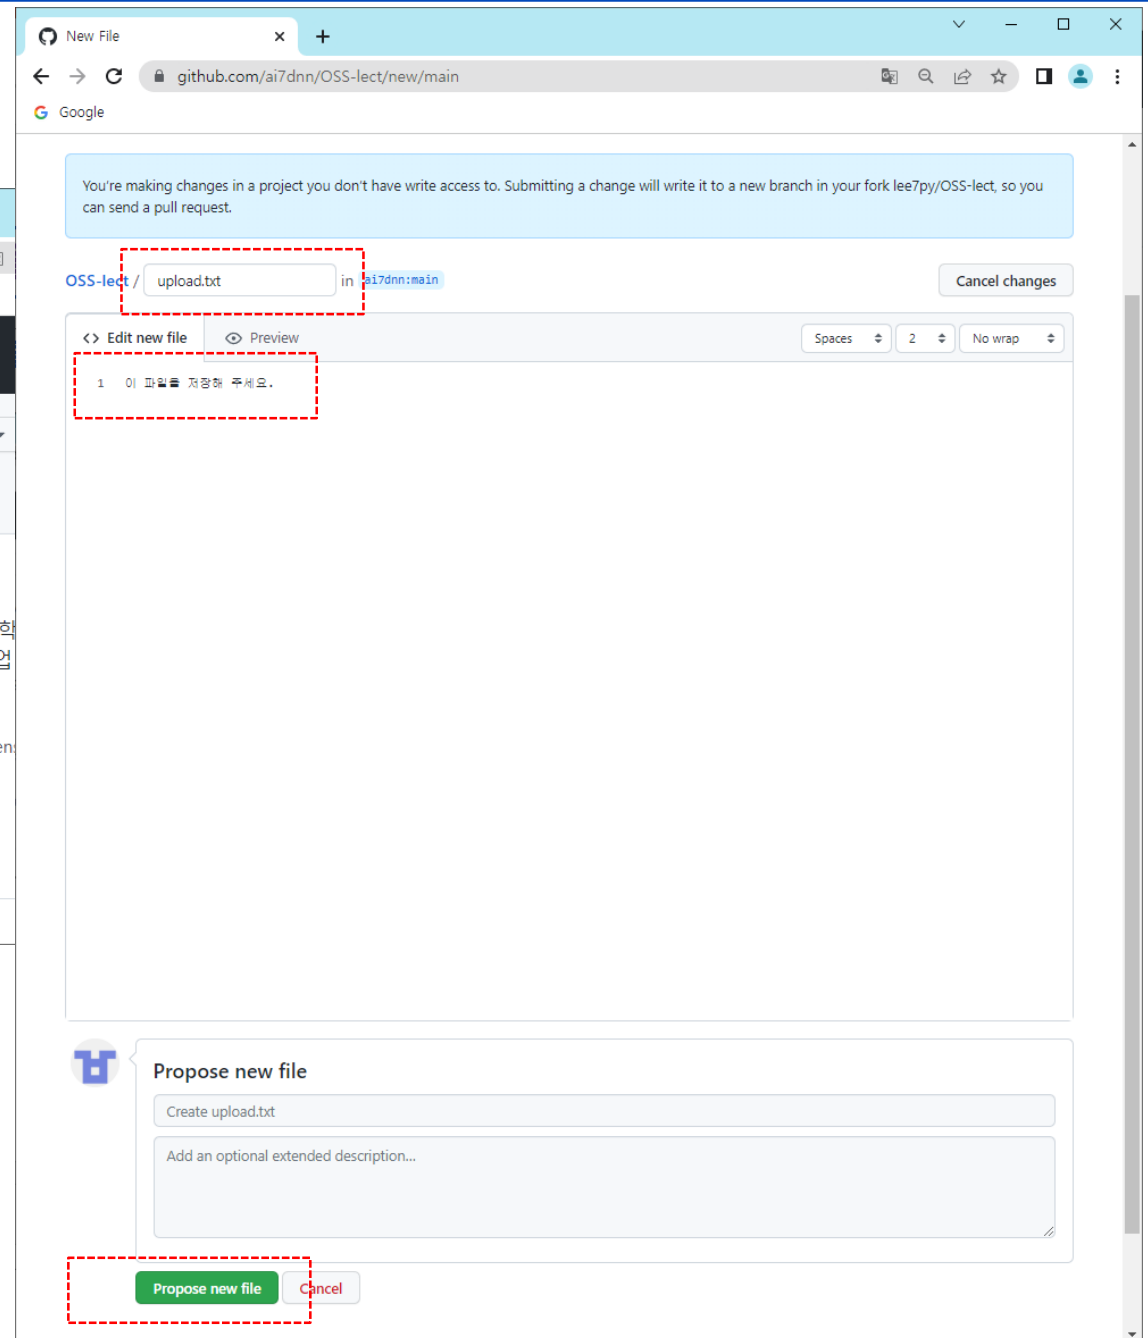 New File
github.com/ai7dnn/OSS-lect/new/main
Google
You're making changes in a project you don't have write access to. Submitting a change will write it to a new branch in your fork lee7py/OSS-lect, so you
can send a pull request.
OSS-lect / upload.txt in ai7dnn:main Cancel changes
<> Edit new file Preview Spaces 2 No wrap
1 이 파일을 저장해 주세요.
학
업
Propose new file
Create upload.txt
Add an optional extended description...
Propose new file Cancel